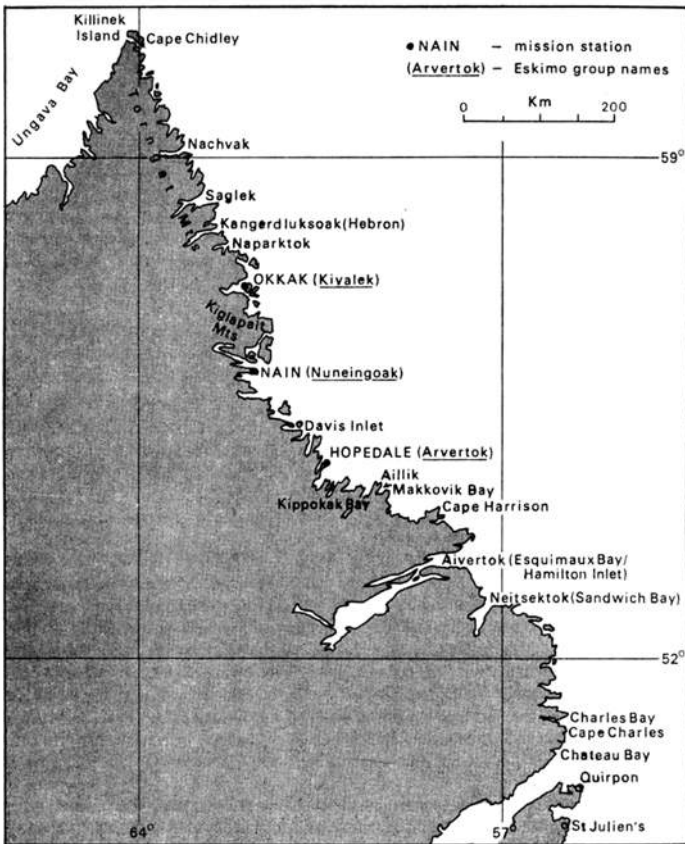 Killinek
Island
Cape Chidley
• NAIN – mission station
(Arvertok) – Eskimo group names
0 Km 200
Ungava Bay
Torngat Mts
Nachvak
59°
Saglek
Kangerdluksoak (Hebron)
Naparktok
OKKAK (Kivalek)
Kiglapait
Mts
NAIN (Nuneingoak)
Davis Inlet
HOPEDALE (Arvertok)
Aillik
Makkovik Bay
Kippokak Bay
Cape Harrison
Aivertok (Esquimaux Bay/
Hamilton Inlet)
Neitsektok (Sandwich Bay)
52°
Charles Bay
Cape Charles
Chateau Bay
Quirpon
64°
57°
St Julien's